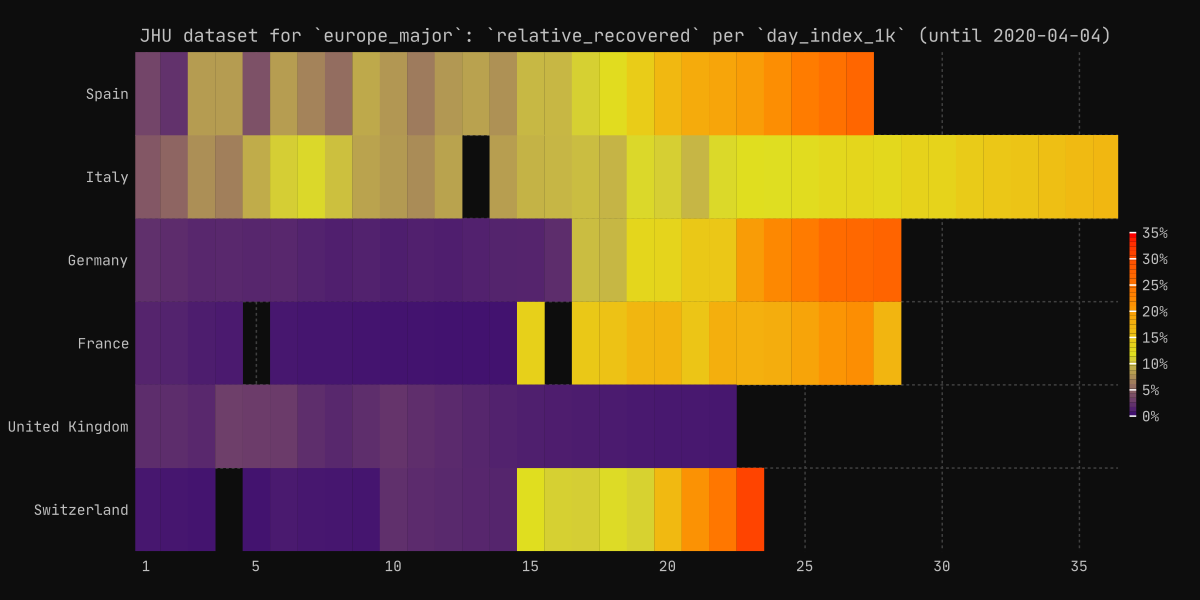 JHU dataset for `europe_major`: `relative_recovered` per `day_index_1k` (until 2020-04-04)
Spain
Italy
Germany
France
United Kingdom
Switzerland
35%
30%
25%
20%
15%
10%
5%
0%
1 5 10 15 20 25 30 35